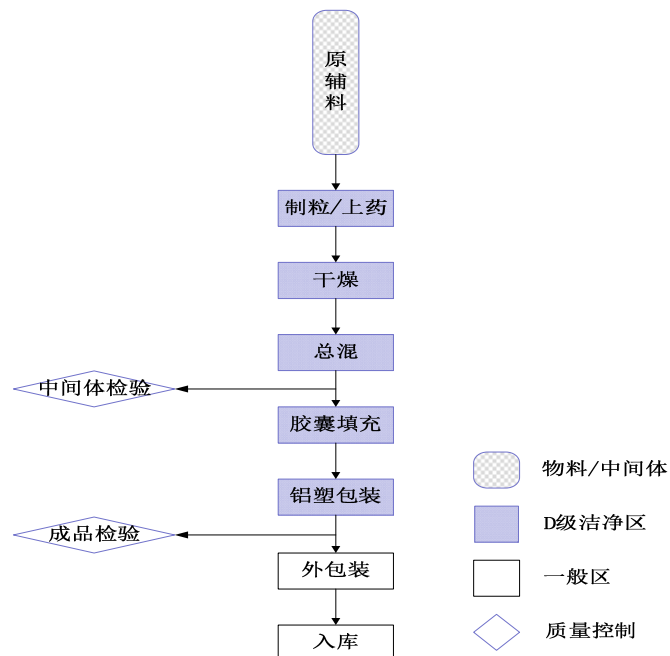 原辅料
制粒/上药
干燥
总混
中间体检验
胶囊填充
铝塑包装
成品检验
外包装
入库
物料/中间体
D级洁净区
一般区
质量控制